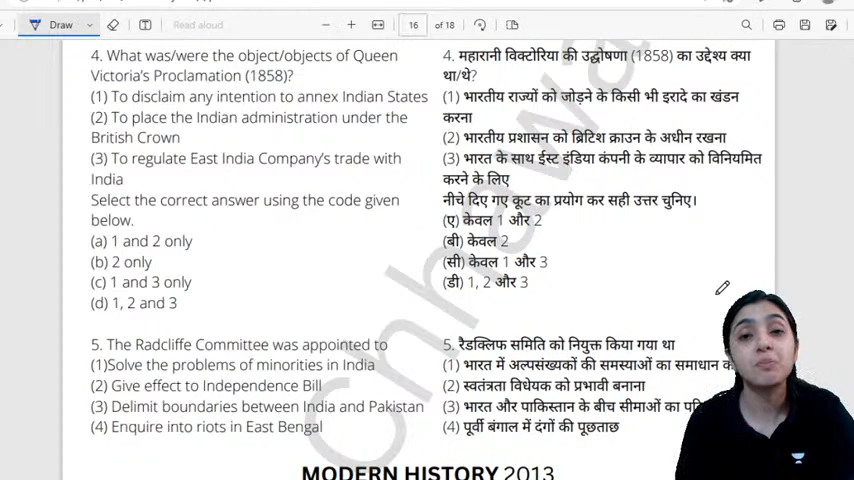 Draw
Read aloud
16
of 18
4. What was/were the object/objects of Queen
Victoria's Proclamation (1858)?
(1) To disclaim any intention to annex Indian States
(2) To place the Indian administration under the
British Crown
(3) To regulate East India Company's trade with
India
Select the correct answer using the code given
below.
(a) 1 and 2 only
(b) 2 only
(c) 1 and 3 only
(d) 1, 2 and 3
5. The Radcliffe Committee was appointed to
(1)Solve the problems of minorities in India
(2) Give effect to Independence Bill
(3) Delimit boundaries between India and Pakistan
(4) Enquire into riots in East Bengal
4. महारानी विक्टोरिया की उद्घोषणा (1858) का उद्देश्य क्या
था/थे?
(1) भारतीय राज्यों को जोड़ने के किसी भी इरादे का खंडन
करना
(2) भारतीय प्रशासन को ब्रिटिश क्राउन के अधीन रखना
(3) भारत के साथ ईस्ट इंडिया कंपनी के व्यापार को विनियमित
करने के लिए
नीचे दिए गए कूट का प्रयोग कर सही उत्तर चुनिए।
(ए) केवल 1 और 2
(बी) केवल 2
(सी) केवल 1 और 3
(डी) 1, 2 और 3
5. रैडक्लिफ समिति को नियुक्त किया गया था
(1) भारत में अल्पसंख्यकों की समस्याओं का समाधान
(2) स्वतंत्रता विधेयक को प्रभावी बनाना
(3) भारत और पाकिस्तान के बीच सीमाओं का
(4) पूर्वी बंगाल में दंगों की पूछताछ
MODERN HISTORY 2013
Chhawa